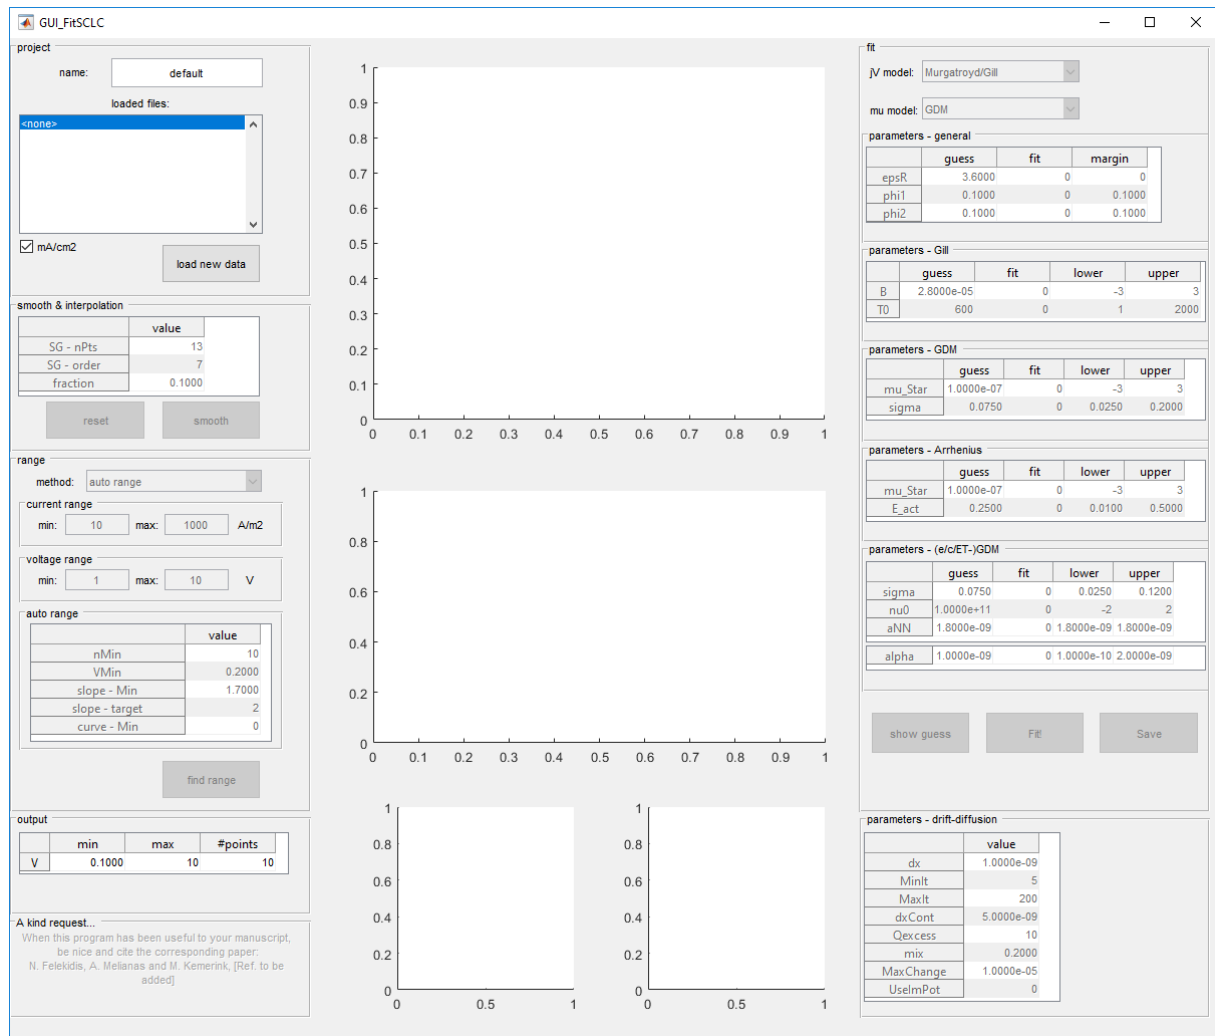 GUI_FitSCLC
project
name: default
loaded files:
<none>
mA/cm2
load new data
smooth & interpolation
value
SG - nPts 13
SG - order 7
fraction 0.1000
reset smooth
range
method: auto range
current range
min: 10 max: 1000 A/m2
voltage range
min: 1 max: 10 V
auto range
value
nMin 10
VMin 0.2000
slope - Min 1.7000
slope - target 2
curve - Min 0
find range
output
min max #points
V 0.1000 10 10
A kind request...
When this program has been useful to your manuscript,
be nice and cite the corresponding paper:
N. Felekidis, A. Melianas and M. Kemerink, [Ref. to be
added]
1
0.9
0.8
0.7
0.6
0.5
0.4
0.3
0.2
0.1
0
0 0.1 0.2 0.3 0.4 0.5 0.6 0.7 0.8 0.9 1
1
0.8
0.6
0.4
0.2
0
0 0.1 0.2 0.3 0.4 0.5 0.6 0.7 0.8 0.9 1
1
0.8
0.6
0.4
0.2
0
0 0.5 1
1
0.8
0.6
0.4
0.2
0
0 0.5 1
fit
jV model: Murgatroyd/Gill
mu model: GDM
parameters - general
guess fit margin
epsR 3.6000 0 0
phi1 0.1000 0 0.1000
phi2 0.1000 0 0.1000
parameters - Gill
guess fit lower upper
B 2.8000e-05 0 -3 3
T0 600 0 1 2000
parameters - GDM
guess fit lower upper
mu_Star 1.0000e-07 0 -3 3
sigma 0.0750 0 0.0250 0.2000
parameters - Arrhenius
guess fit lower upper
mu_Star 1.0000e-07 0 -3 3
E_act 0.2500 0 0.0100 0.5000
parameters - (e/c/ET-)GDM
guess fit lower upper
sigma 0.0750 0 0.0250 0.1200
nu0 1.0000e+11 0 -2 2
aNN 1.8000e-09 0 1.8000e-09 1.8000e-09
alpha 1.0000e-09 0 1.0000e-10 2.0000e-09
show guess Fit! Save
parameters - drift-diffusion
value
dx 1.0000e-09
MinIt 5
MaxIt 200
dxCont 5.0000e-09
Qexcess 10
mix 0.2000
MaxChange 1.0000e-05
UseImPot 0